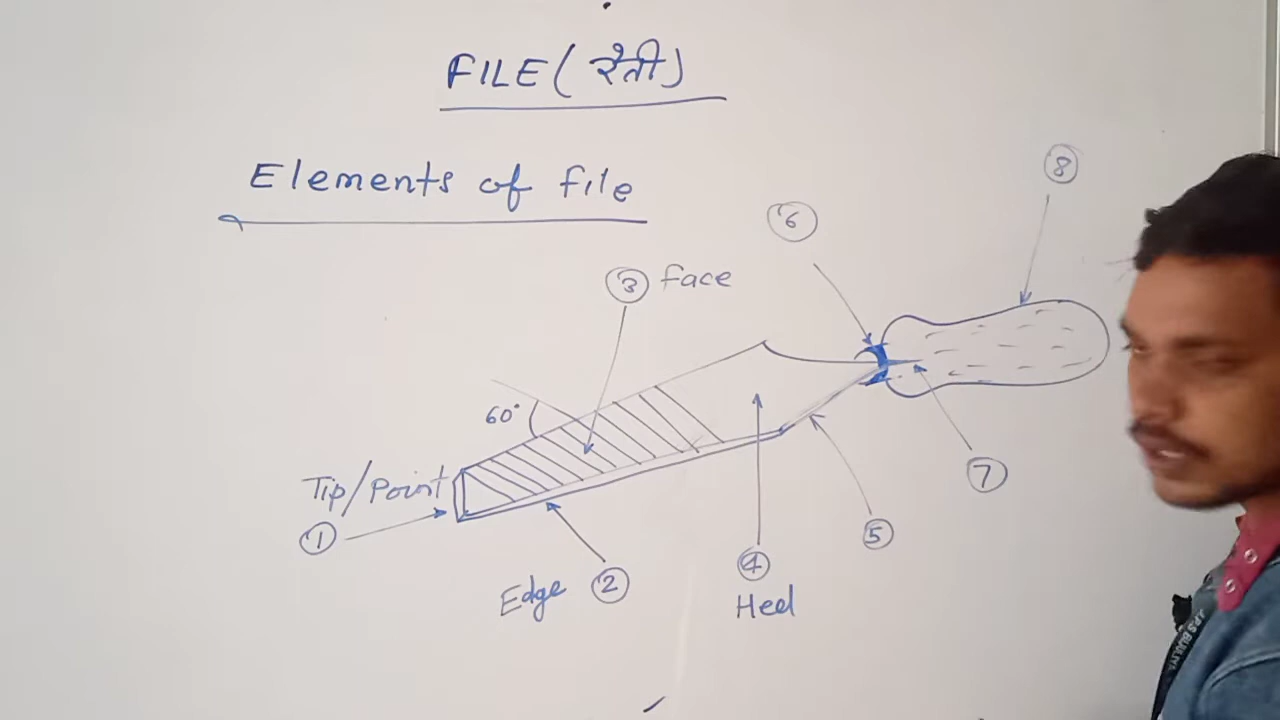 FILE ( रेती )
Elements of file
8
6
3 face
60°
Tip/Point
1
7
5
4
Heel
Edge 2